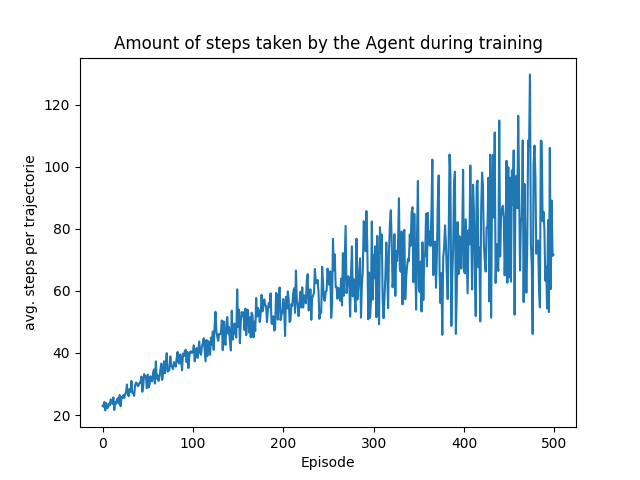 Amount of steps taken by the Agent during training
avg. steps per trajectorie
120
100
80
60
40
20
0 100 200 300 400 500
Episode